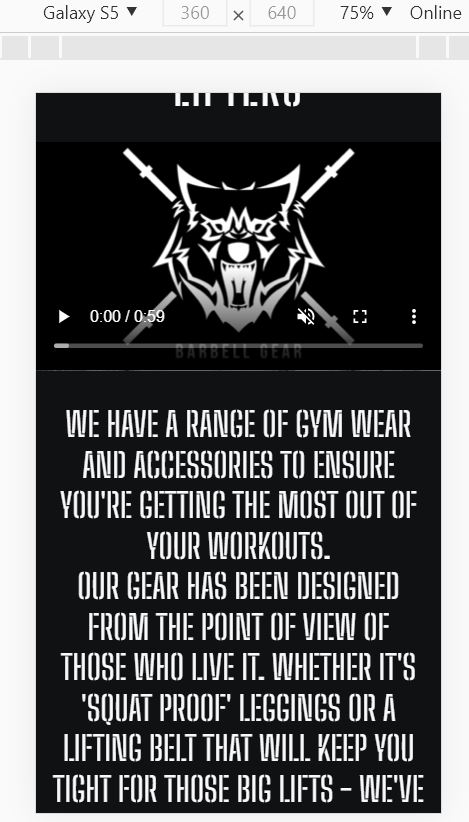 Galaxy S5 ▼ 360 × 640 75% ▼ Online
LIFTERS
0:00 / 0:59
BARBELL GEAR
WE HAVE A RANGE OF GYM WEAR
AND ACCESSORIES TO ENSURE
YOU'RE GETTING THE MOST OUT OF
YOUR WORKOUTS.
OUR GEAR HAS BEEN DESIGNED
FROM THE POINT OF VIEW OF
THOSE WHO LIVE IT. WHETHER IT'S
'SQUAT PROOF' LEGGINGS OR A
LIFTING BELT THAT WILL KEEP YOU
TIGHT FOR THOSE BIG LIFTS - WE'VE